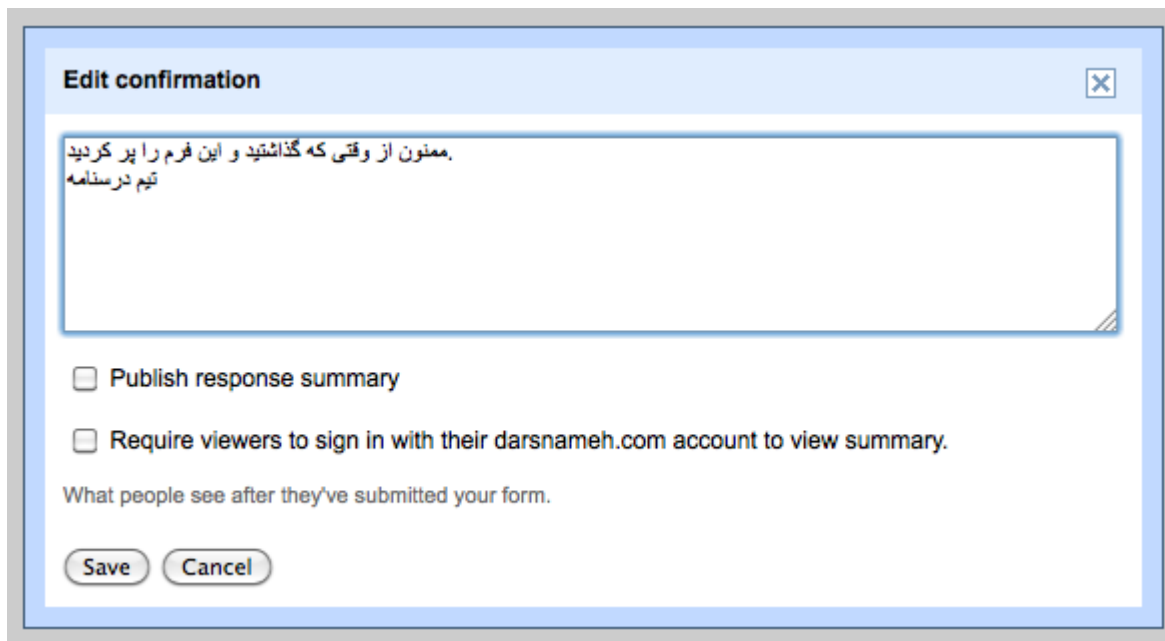 Edit confirmation
ممنون از وقتی که گذاشتید و این فرم را پر کردید.
تیم درسنامه
Publish response summary
Require viewers to sign in with their darsnameh.com account to view summary.
What people see after they've submitted your form.
Save
Cancel